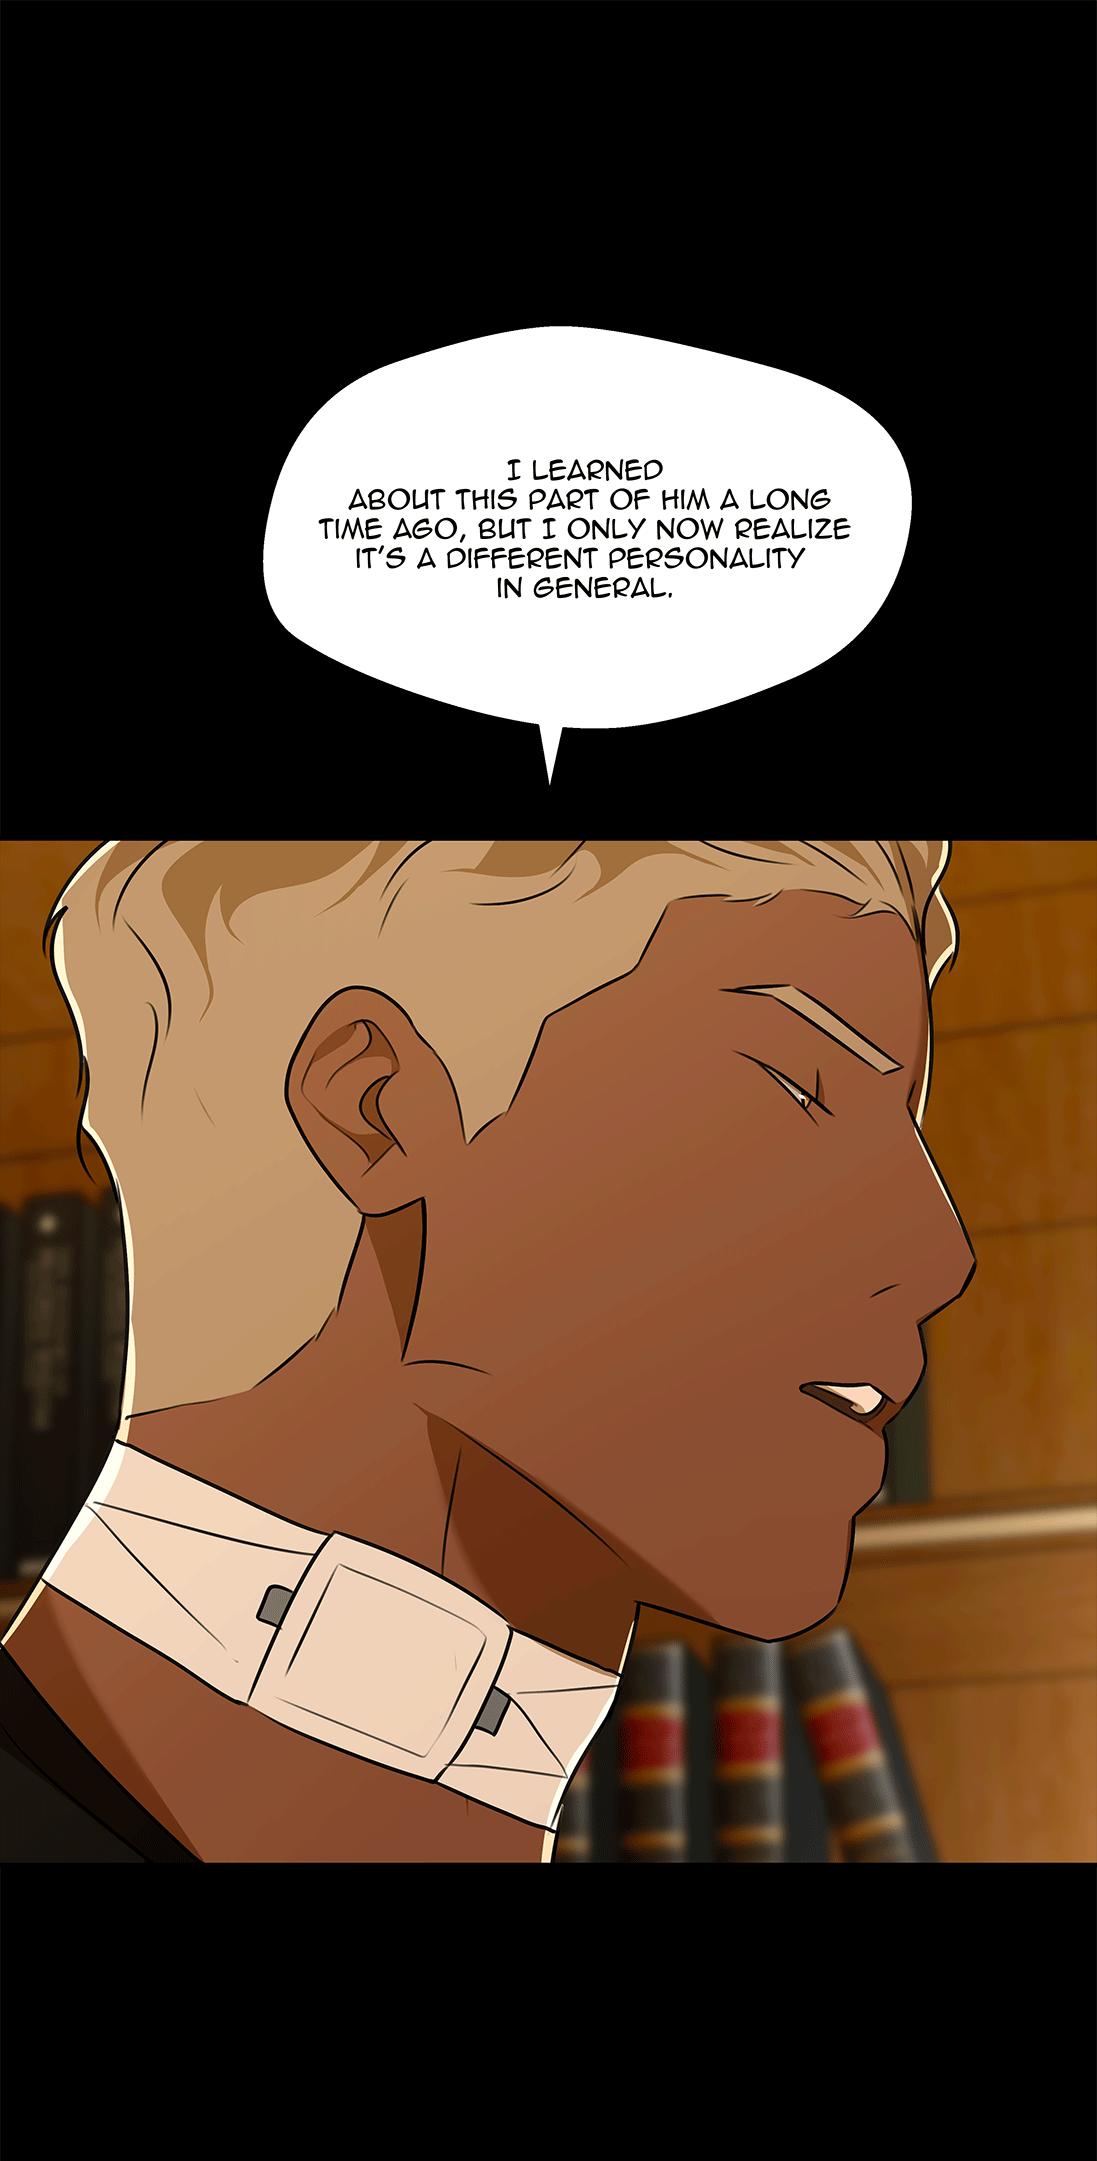 I LEARNED
ABOUT THIS PART OF HIM A LONG
TIME AGO, BUT I ONLY NOW REALIZE
IT'S A DIFFERENT PERSONALITY
IN GENERAL.